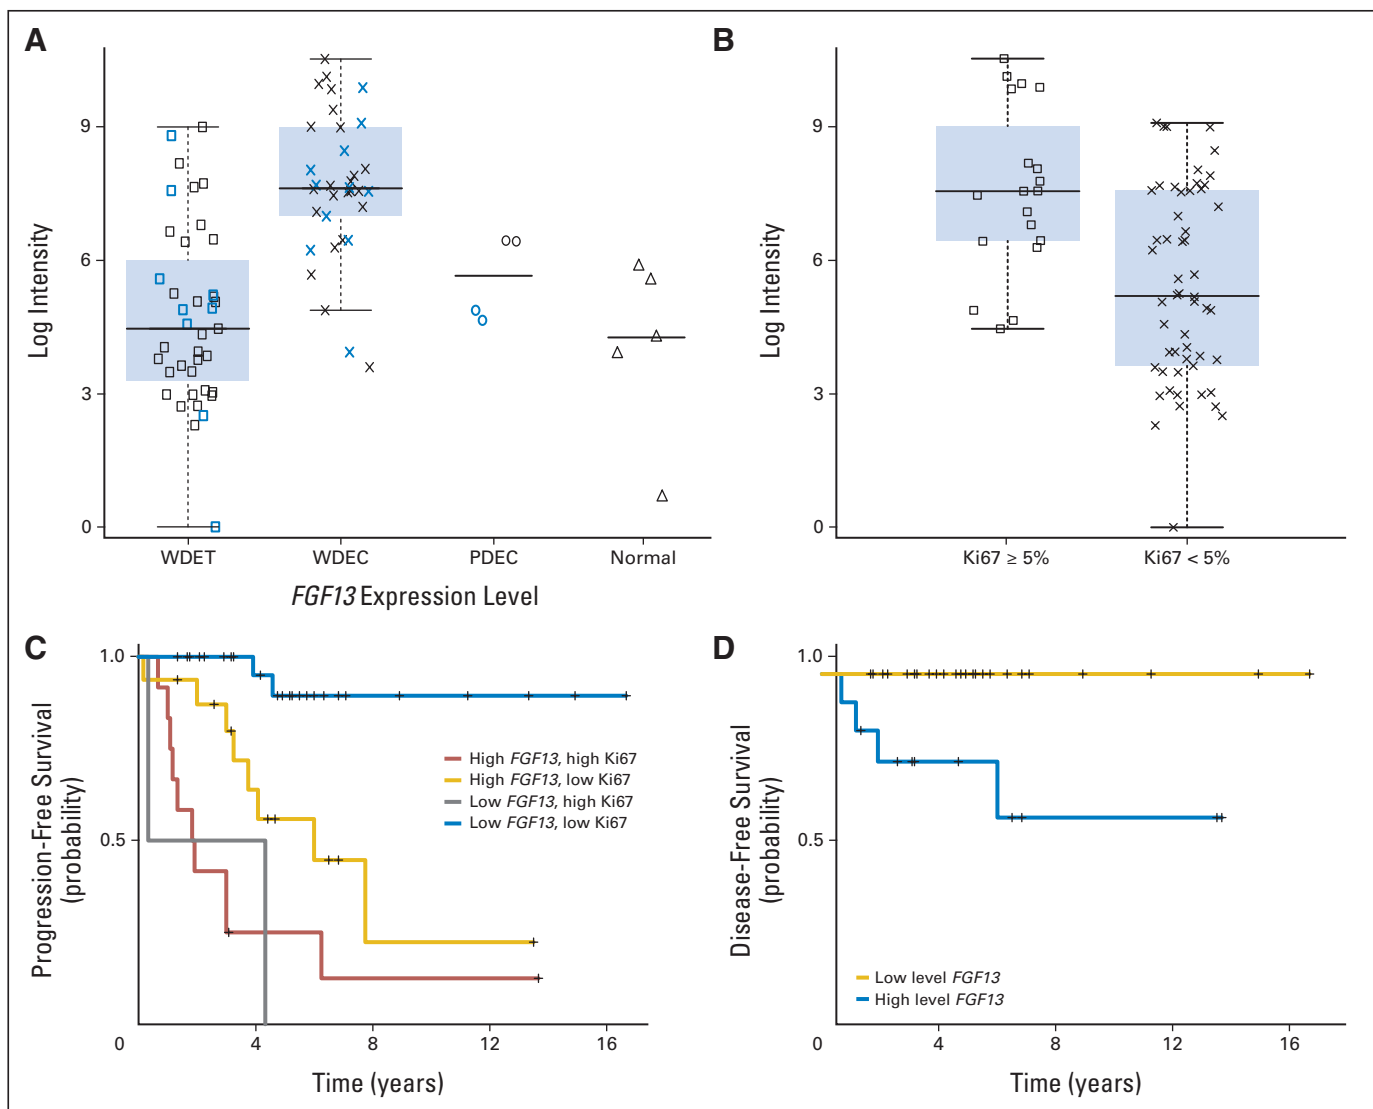 A
9
6
3
0
Log Intensity
WDET
WDEC
PDEC
Normal
FGF13 Expression Level
B
9
6
3
0
Log Intensity
Ki67 ≥ 5%
Ki67 < 5%
C
1.0
0.5
Progression-Free Survival
(probability)
High FGF13, high Ki67
High FGF13, low Ki67
Low FGF13, high Ki67
Low FGF13, low Ki67
0
4
8
12
16
Time (years)
D
1.0
0.5
Disease-Free Survival
(probability)
Low level FGF13
High level FGF13
0
4
8
12
16
Time (years)